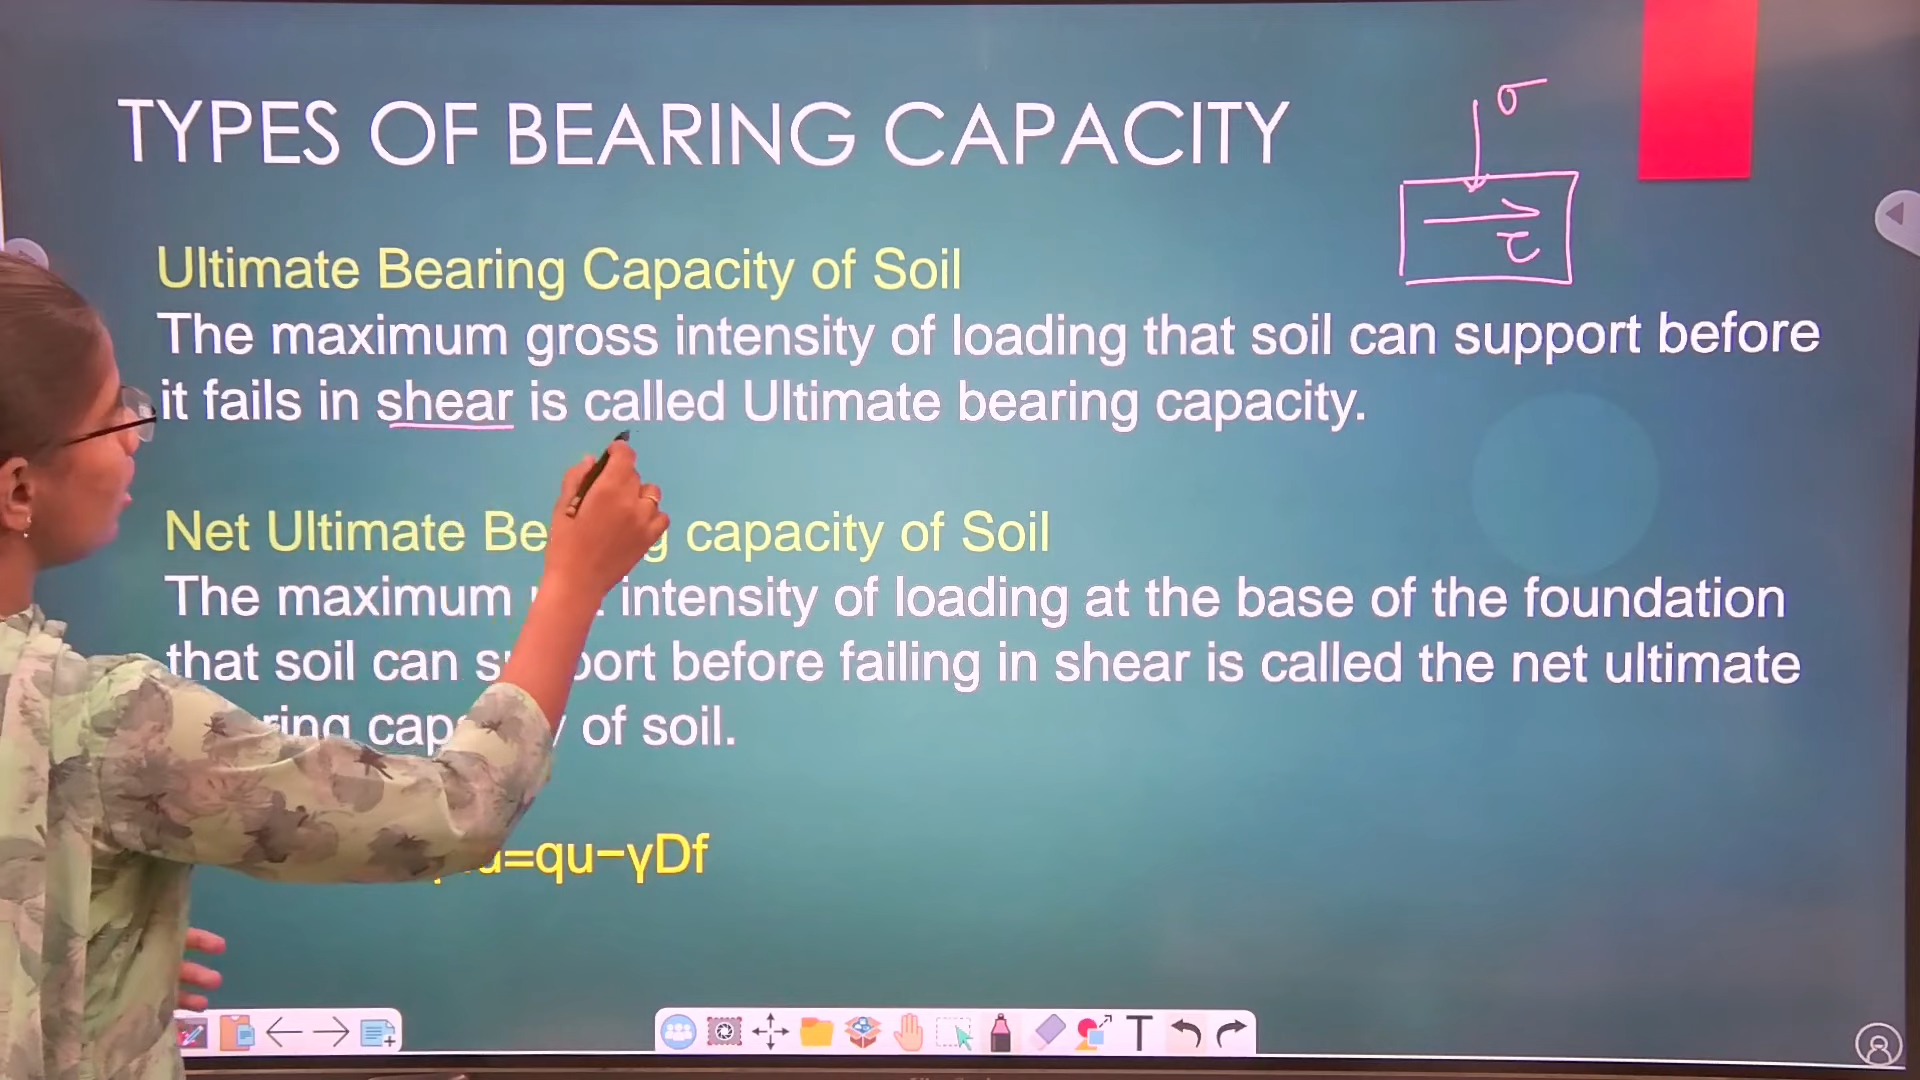 TYPES OF BEARING CAPACITY
σ
τ
Ultimate Bearing Capacity of Soil
The maximum gross intensity of loading that soil can support before
it fails in shear is called Ultimate bearing capacity.
Net Ultimate capacity of Soil
The maximum intensity of loading at the base of the foundation
that soil can before failing in shear is called the net ultimate
of soil.
=qu−γDf
T